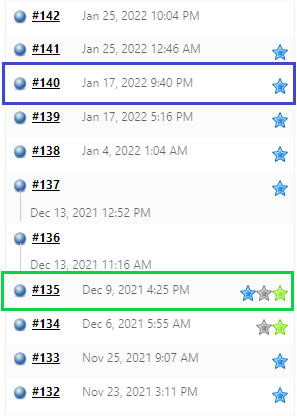 #142 Jan 25, 2022 10:04 PM
#141 Jan 25, 2022 12:46 AM
#140 Jan 17, 2022 9:40 PM
#139 Jan 17, 2022 5:16 PM
#138 Jan 4, 2022 1:04 AM
#137
Dec 13, 2021 12:52 PM
#136
Dec 13, 2021 11:16 AM
#135 Dec 9, 2021 4:25 PM
#134 Dec 6, 2021 5:55 AM
#133 Nov 25, 2021 9:07 AM
#132 Nov 23, 2021 3:11 PM